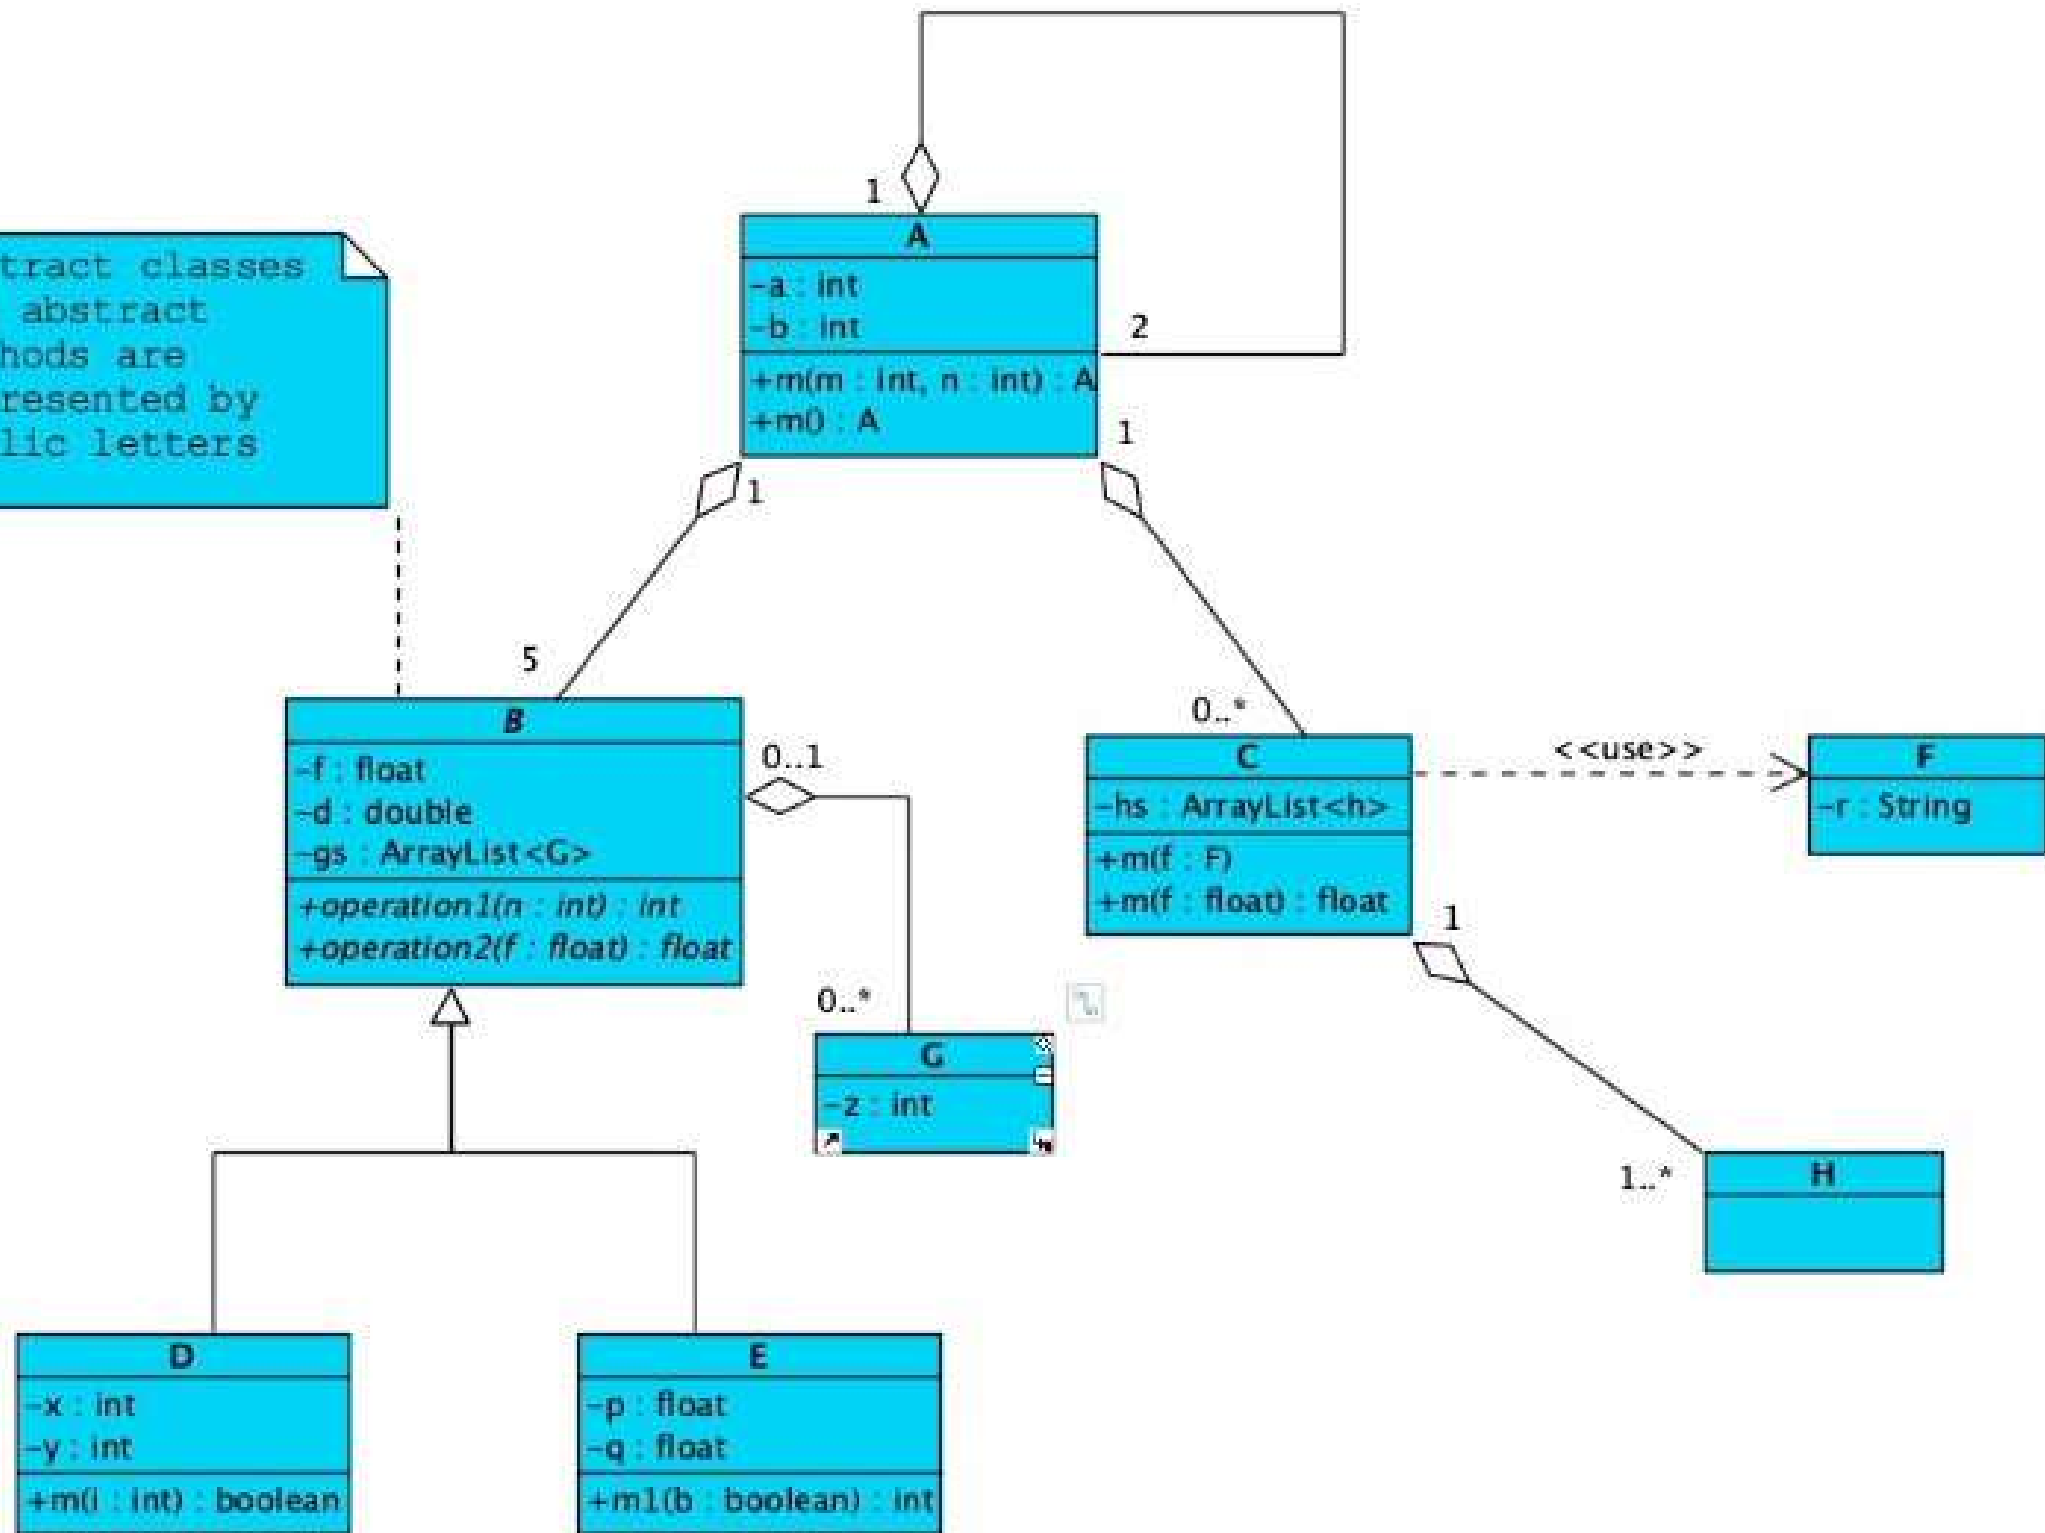 1
A
-a : int
-b : int
2
+m(m : int, n : int) : A
+m() : A
1
1
tract classes
abstract
hods are
resented by
lic letters
5
B
-f : float
-d : double
-gs : ArrayList<G>
+operation1(n : int) : int
+operation2(f : float) : float
0..1
0..*
G
-z : int
0..*
C
-hs : ArrayList<h>
+m(f : F)
+m(f : float) : float
<<use>>
F
-r : String
1
1..*
H
D
-x : int
-y : int
+m(i : int) : boolean
E
-p : float
-q : float
+m1(b : boolean) : int